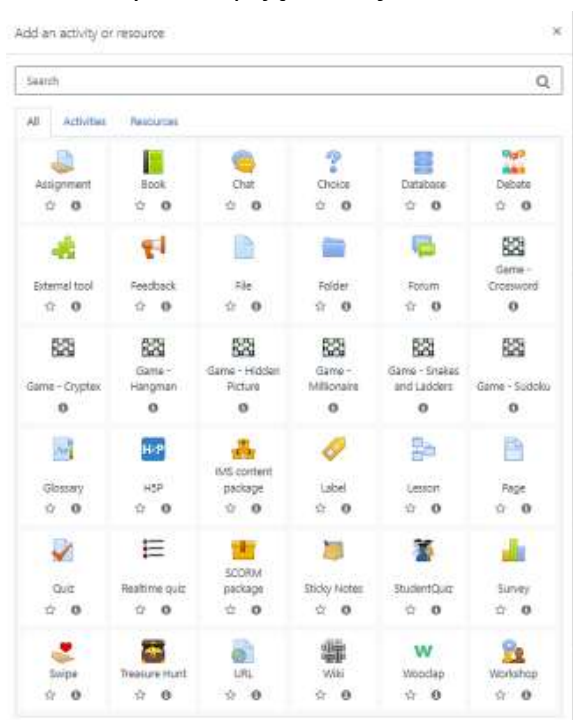 Add an activity or resource ×
Search
All Activities Resources
Assignment Book Chat Choice Database Debate
External tool Feedback File Folder Forum Game - Crossword
Game - Cryptex Game - Hangman Game - Hidden Picture Game - Millionaire Game - Snakes and Ladders Game - Sudoku
Glossary H5P IMS content package Label Lesson Page
Quiz Realtime quiz SCORM package Sticky Notes StudentQuiz Survey
Swipe Treasure Hunt URL Wiki Wooclap Workshop